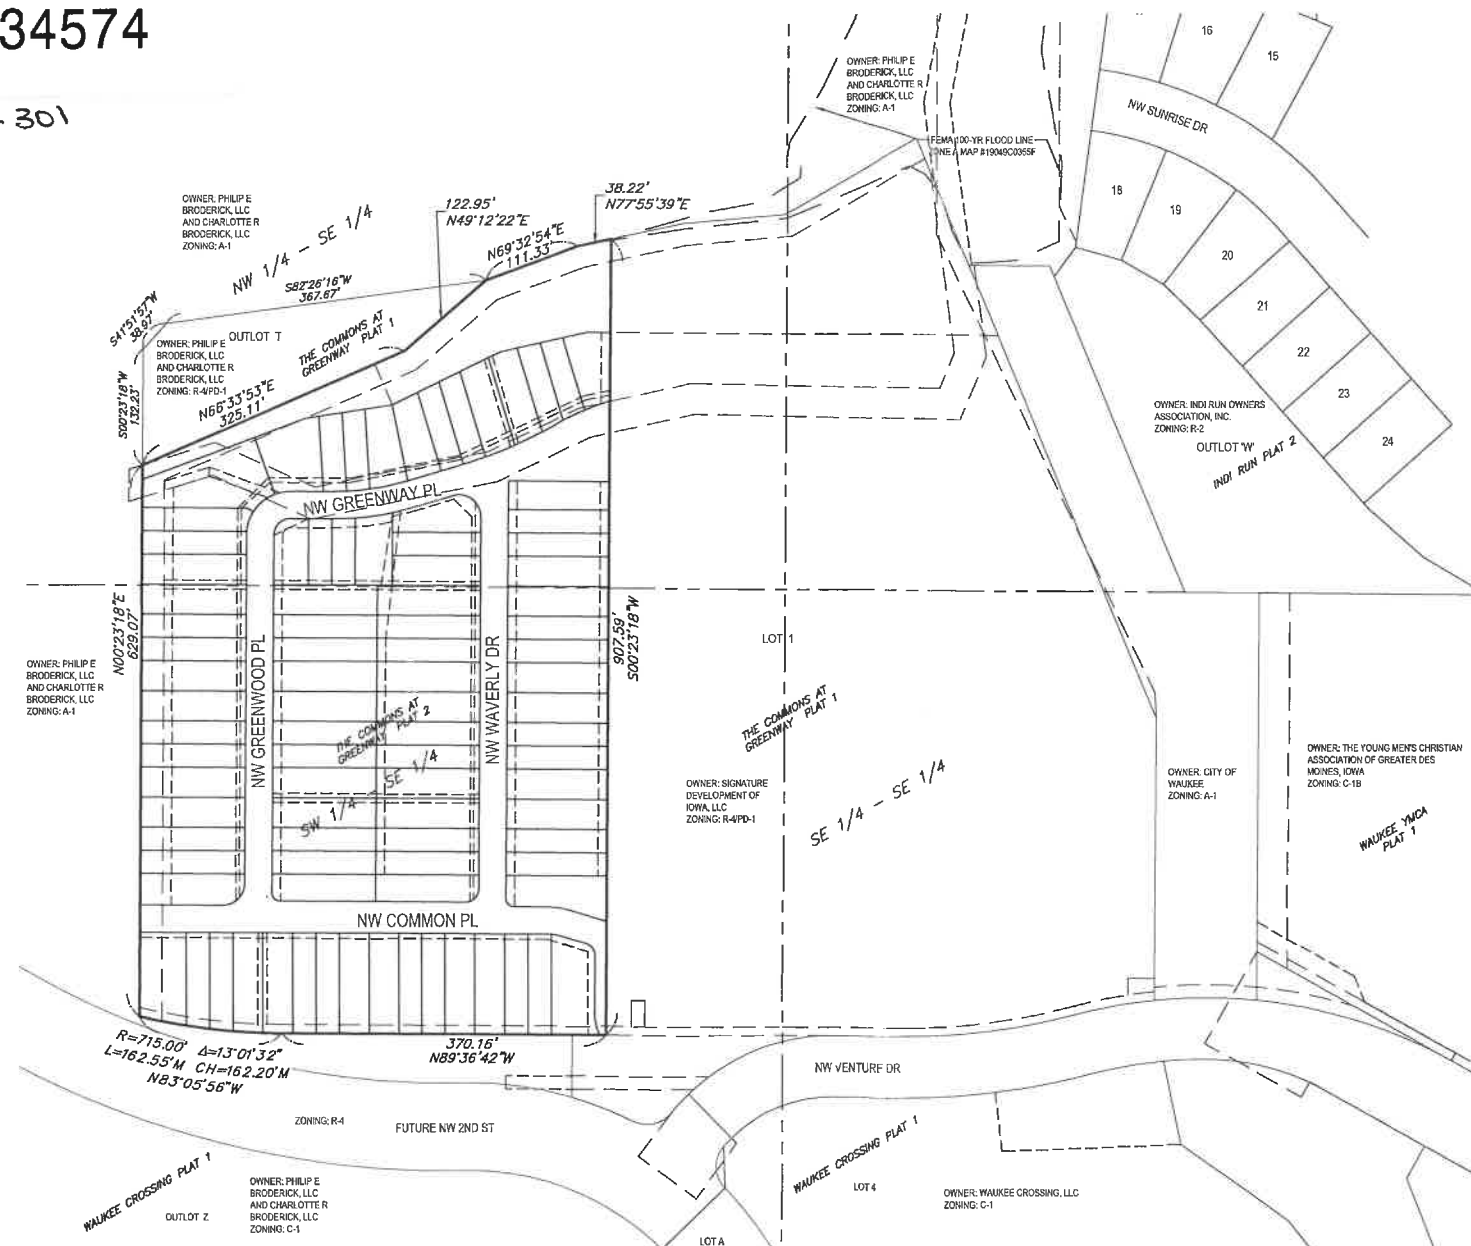 34574
- 301
OWNER: PHILIP E
BRODERICK, LLC
AND CHARLOTTE R
BRODERICK, LLC
ZONING: A-1
FEMA 100-YR FLOOD LINE
ZONE A MAP #19049C0355F
16
15
NW SUNRISE DR
18
19
20
21
22
23
24
OWNER: PHILIP E
BRODERICK, LLC
AND CHARLOTTE R
BRODERICK, LLC
ZONING: A-1
NW 1/4 - SE 1/4
122.95'
N49°12'22"E
38.22'
N77°55'39"E
N69°32'54"E
111.33'
S82°26'16"W
367.67'
S41°51'57"W
38.97'
OUTLOT T
OWNER: PHILIP E
BRODERICK, LLC
AND CHARLOTTE R
BRODERICK, LLC
ZONING: R-4/PD-1
THE COMMONS AT
GREENWAY PLAT 1
S00°23'18"W
132.23'
N66°33'53"E
325.11'
OWNER: INDI RUN OWNERS
ASSOCIATION, INC.
ZONING: R-2
OUTLOT 'W'
INDI RUN PLAT 2
NW GREENWAY PL
N00°23'18"E
629.07'
NW GREENWOOD PL
NW WAVERLY DR
907.59'
S00°23'18"W
LOT 1
OWNER: PHILIP E
BRODERICK, LLC
AND CHARLOTTE R
BRODERICK, LLC
ZONING: A-1
THE COMMONS AT
GREENWAY PLAT 2
SW 1/4 - SE 1/4
THE COMMONS AT
GREENWAY PLAT 1
OWNER: SIGNATURE
DEVELOPMENT OF
IOWA, LLC
ZONING: R-4/PD-1
SE 1/4 - SE 1/4
OWNER: CITY OF
WAUKEE
ZONING: A-1
OWNER: THE YOUNG MEN'S CHRISTIAN
ASSOCIATION OF GREATER DES
MOINES, IOWA
ZONING: C-1B
WAUKEE YMCA
PLAT 1
NW COMMON PL
R=715.00' Δ=13°01'32"
L=162.55'M CH=162.20'M
N83°05'56"W
370.16'
N89°36'42"W
NW VENTURE DR
ZONING: R-4
FUTURE NW 2ND ST
WAUKEE CROSSING PLAT 1
OUTLOT Z
OWNER: PHILIP E
BRODERICK, LLC
AND CHARLOTTE R
BRODERICK, LLC
ZONING: C-1
WAUKEE CROSSING PLAT 1
LOT 4
OWNER: WAUKEE CROSSING, LLC
ZONING: C-1
LOT A